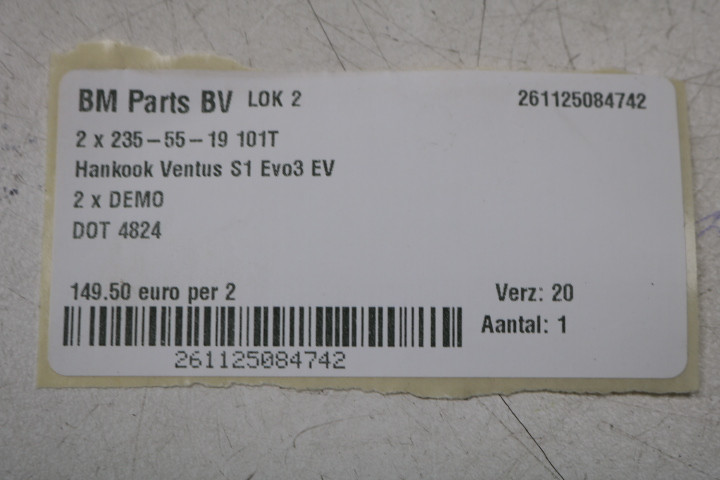 BM Parts BV LOK 2 261125084742
2 x 235-55-19 101T
Hankook Ventus S1 Evo3 EV
2 x DEMO
DOT 4824
149.50 euro per 2 Verz: 20
Aantal: 1
261125084742